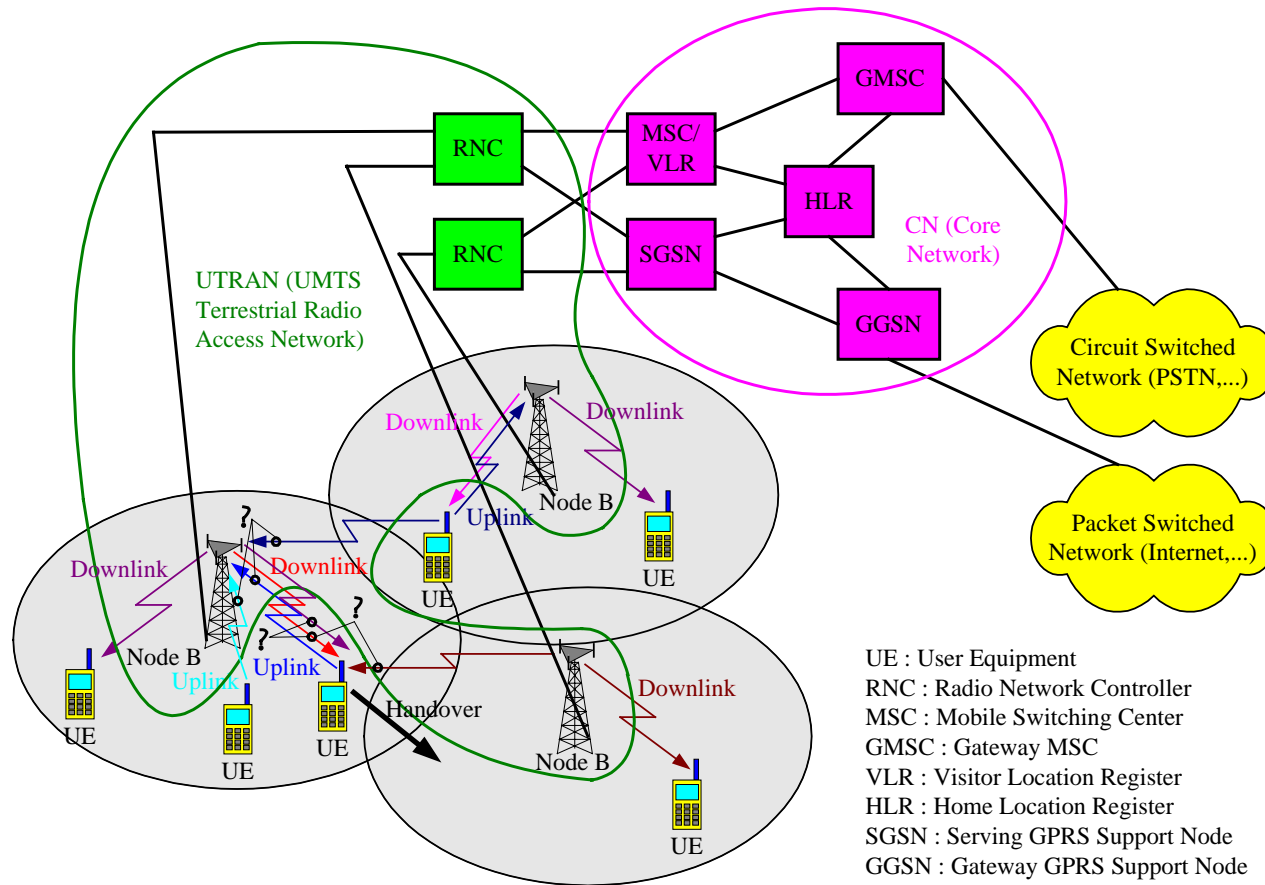 GMSC
RNC
MSC/
VLR
HLR
RNC
SGSN
CN (Core
Network)
UTRAN (UMTS
Terrestrial Radio
Access Network)
GGSN
Circuit Switched
Network (PSTN,...)
Downlink
Downlink
Node B
Uplink
UE
UE
Packet Switched
Network (Internet,...)
?
Downlink
Downlink
?
?
Node B
Uplink
Uplink
UE
UE
UE
Handover
Downlink
Node B
UE
UE : User Equipment
RNC : Radio Network Controller
MSC : Mobile Switching Center
GMSC : Gateway MSC
VLR : Visitor Location Register
HLR : Home Location Register
SGSN : Serving GPRS Support Node
GGSN : Gateway GPRS Support Node